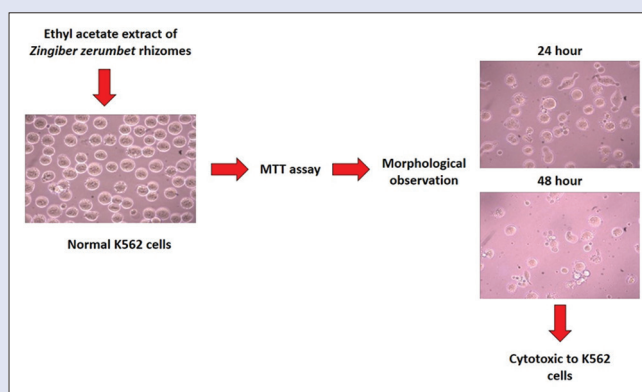 Ethyl acetate extract of
Zingiber zerumbet rhizomes
Normal K562 cells
MTT assay
Morphological
observation
24 hour
48 hour
Cytotoxic to K562
cells